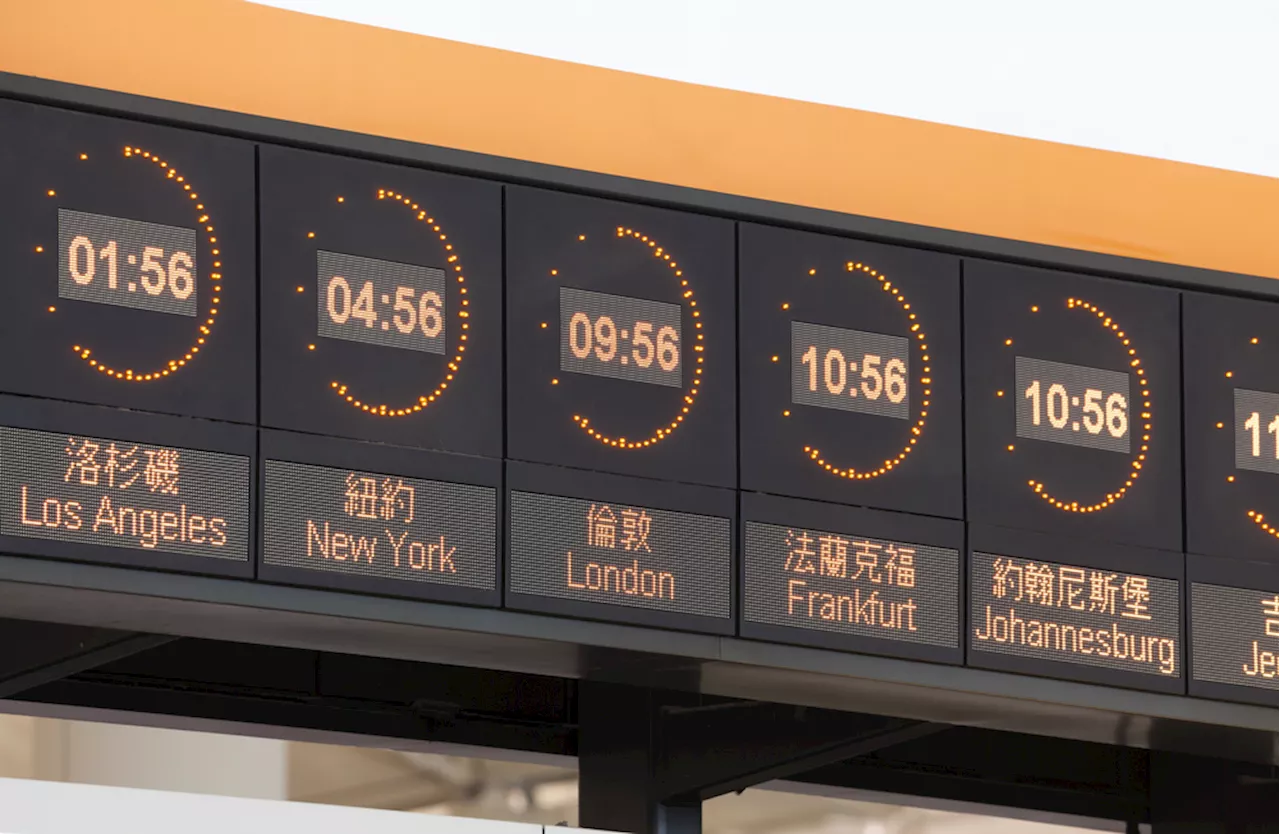 01:56
洛杉磯
Los Angeles
04:56
紐約
New York
09:56
倫敦
London
10:56
法蘭克福
Frankfurt
10:56
約翰尼斯堡
Johannesburg
11